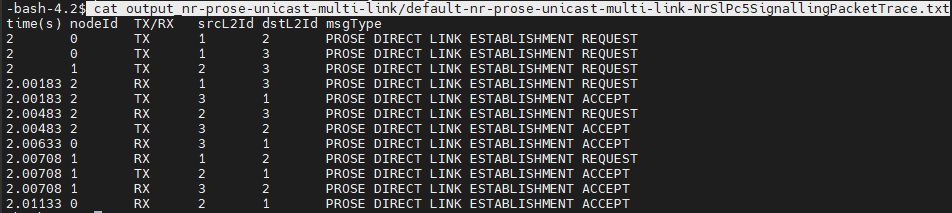 -bash-4.2$ cat output_nr-prose-unicast-multi-link/default-nr-prose-unicast-multi-link-NrSlPc5SignallingPacketTrace.txt
time(s) nodeId TX/RX srcL2Id dstL2Id msgType
2 0 TX 1 2 PROSE DIRECT LINK ESTABLISHMENT REQUEST
2 0 TX 1 3 PROSE DIRECT LINK ESTABLISHMENT REQUEST
2 1 TX 2 3 PROSE DIRECT LINK ESTABLISHMENT REQUEST
2.00183 2 RX 1 3 PROSE DIRECT LINK ESTABLISHMENT REQUEST
2.00183 2 TX 3 1 PROSE DIRECT LINK ESTABLISHMENT ACCEPT
2.00483 2 RX 2 3 PROSE DIRECT LINK ESTABLISHMENT REQUEST
2.00483 2 TX 3 2 PROSE DIRECT LINK ESTABLISHMENT ACCEPT
2.00633 0 RX 3 1 PROSE DIRECT LINK ESTABLISHMENT ACCEPT
2.00708 1 RX 1 2 PROSE DIRECT LINK ESTABLISHMENT REQUEST
2.00708 1 TX 2 1 PROSE DIRECT LINK ESTABLISHMENT ACCEPT
2.00708 1 RX 3 2 PROSE DIRECT LINK ESTABLISHMENT ACCEPT
2.01133 0 RX 2 1 PROSE DIRECT LINK ESTABLISHMENT ACCEPT